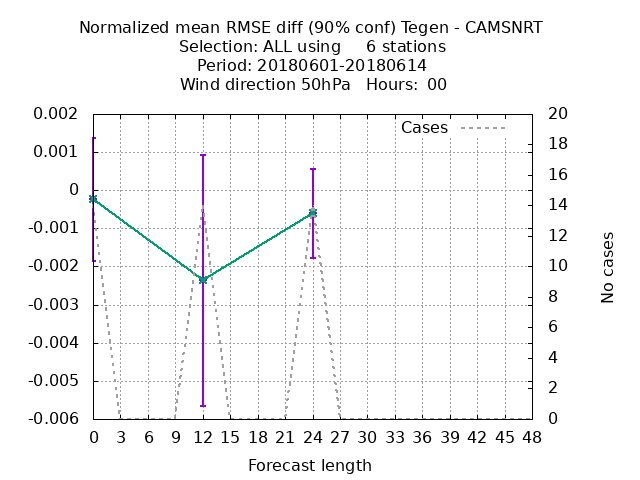 Normalized mean RMSE diff (90% conf) Tegen - CAMSNRT
Selection: ALL using     6 stations
Period: 20180601-20180614
Wind direction 50hPa   Hours:  00
Cases
0.002
0.001
0
-0.001
-0.002
-0.003
-0.004
-0.005
-0.006
20
18
16
14
12
10
8
6
4
2
0
No cases
0 3 6 9 12 15 18 21 24 27 30 33 36 39 42 45 48
Forecast length